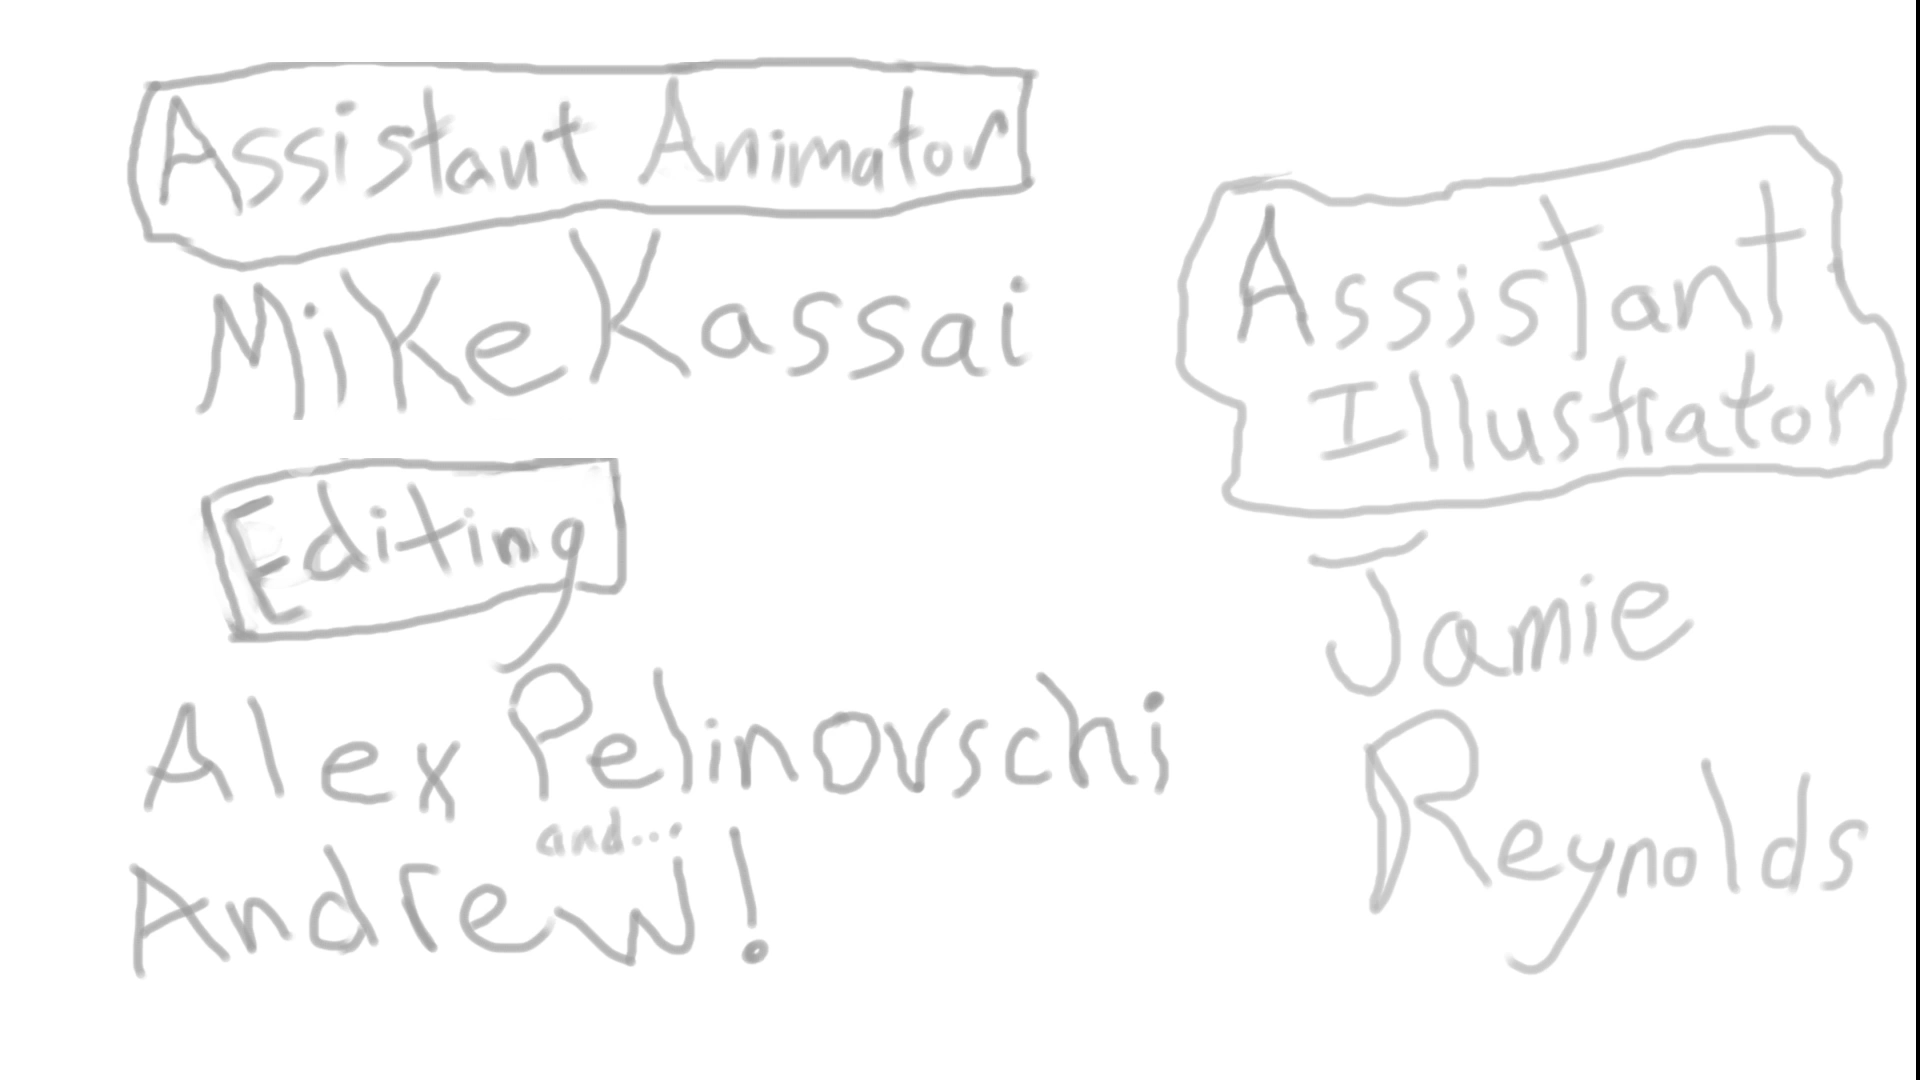 Assistant Animator
Mike Kassai
Editing
Alex Pelinovschi
and...
Andrew!
Assistant
Illustrator
Jamie
Reynolds